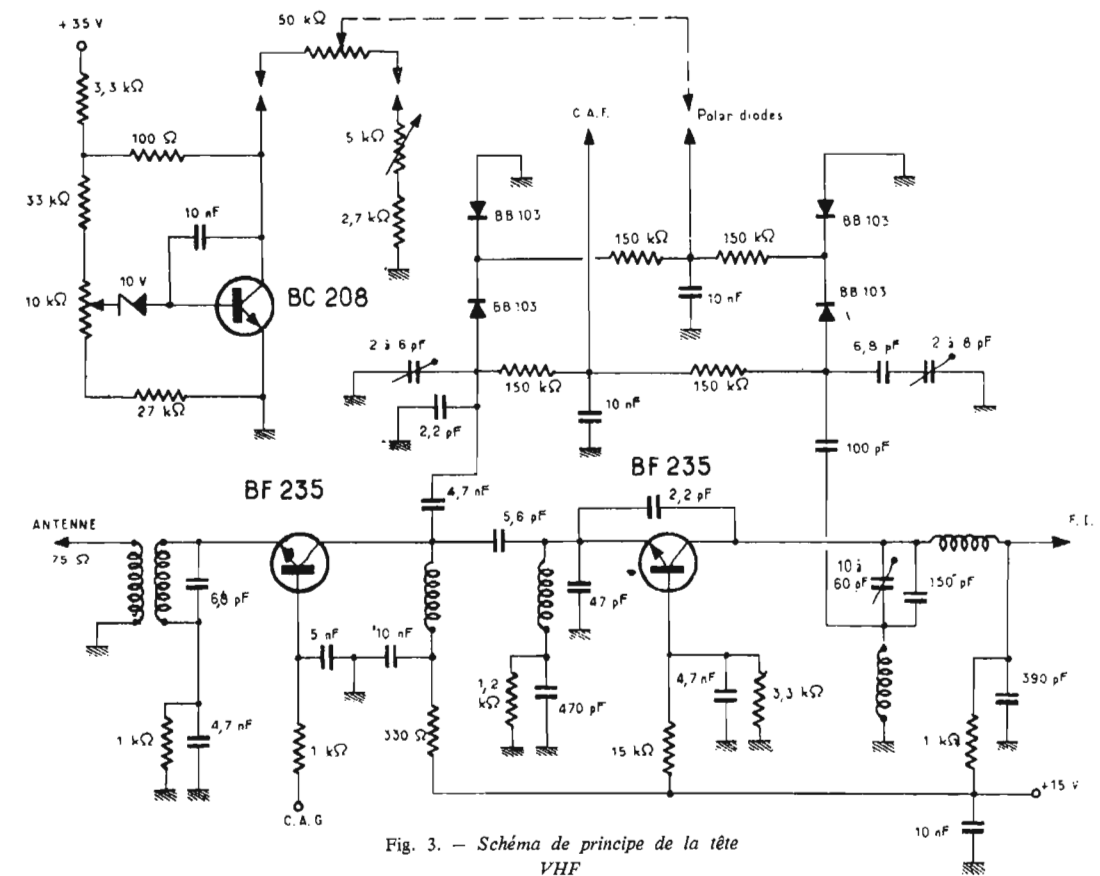 + 35 V
50 kΩ
3,3 kΩ
100 Ω
C.A.F.
Polar diodes
5 kΩ
33 kΩ
10 nF
2,7 kΩ
BB 103
BB 103
150 kΩ
150 kΩ
10 V
10 kΩ
BC 208
BB 103
10 nF
BB 103
2 à 6 pF
6,8 pF
2 à 8 pF
150 kΩ
150 kΩ
27 kΩ
2,2 pF
10 nF
100 pF
BF 235
BF 235
4,7 nF
2,2 pF
ANTENNE
75 Ω
5,6 pF
F.I.
68 pF
47 pF
10 à
60 pF
150 pF
5 nF
10 nF
1,2
kΩ
470 pF
4,7 nF
3,3 kΩ
390 pF
1 kΩ
4,7 nF
1 kΩ
330 Ω
15 kΩ
1 kΩ
+15 V
C.A.G
10 nF
Fig. 3. — Schéma de principe de la tête
VHF